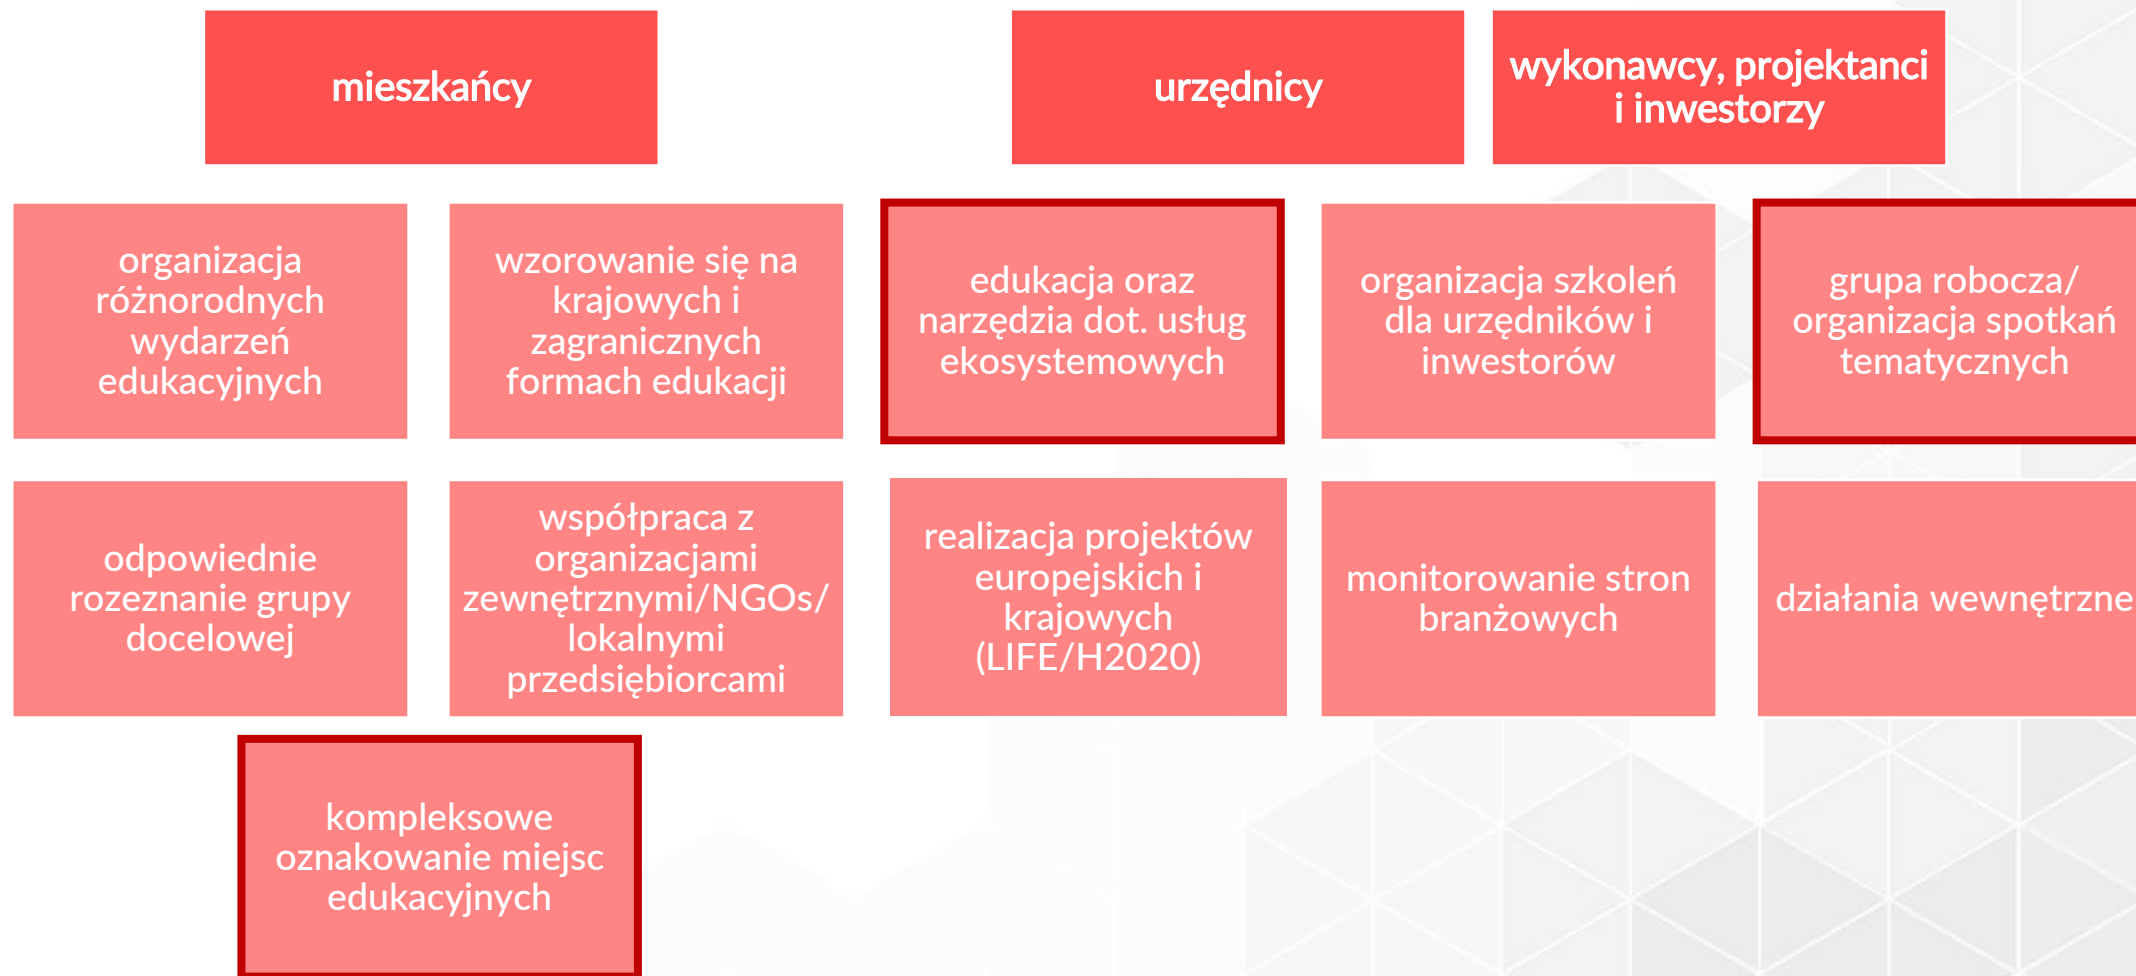 mieszkańcy
urzędnicy
wykonawcy, projektanci
i inwestorzy
organizacja
różnorodnych
wydarzeń
edukacyjnych
wzorowanie się na
krajowych i
zagranicznych
formach edukacji
edukacja oraz
narzędzia dot. usług
ekosystemowych
organizacja szkoleń
dla urzędników i
inwestorów
grupa robocza/
organizacja spotkań
tematycznych
odpowiednie
rozeznanie grupy
docelowej
współpraca z
organizacjami
zewnętrznymi/NGOs/
lokalnymi
przedsiębiorcami
realizacja projektów
europejskich i
krajowych
(LIFE/H2020)
monitorowanie stron
branżowych
działania wewnętrzne
kompleksowe
oznakowanie miejsc
edukacyjnych